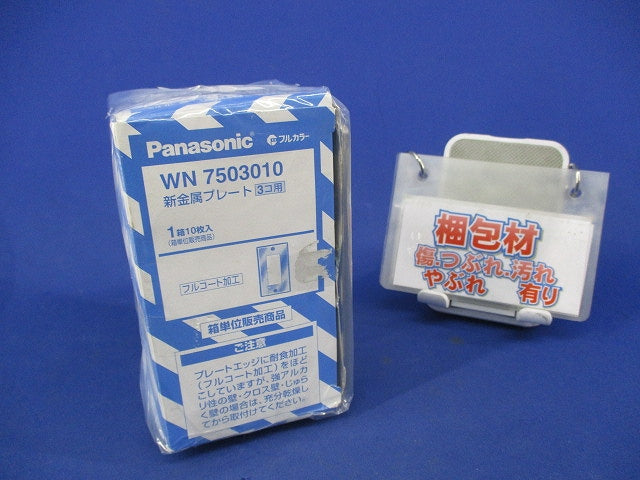 Panasonic フルカラー
WN 7503010
新金属プレート 3コ用
1箱10枚入
(箱単位販売商品)
フルコート加工
箱単位販売商品
ご注意
プレートエッジに耐食加工
(フルコート加工)をほど
こしていますが、強アルカ
リ性の壁・クロス壁・じゅら
く壁の場合は、充分乾燥し
てから取付けてください。
梱包材
傷、つぶれ、汚れ
やぶれ 有り